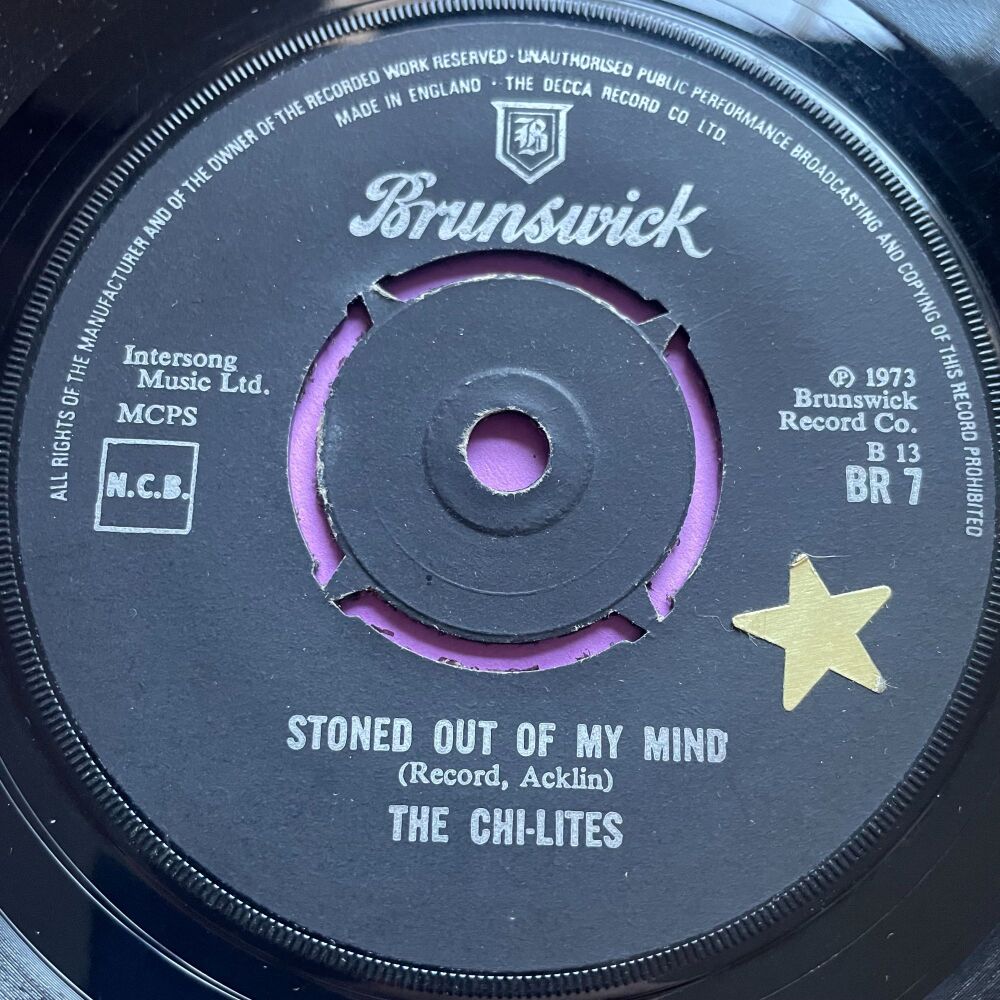 ALL RIGHTS OF THE MANUFACTURER AND OF THE OWNER OF THE RECORDED WORK RESERVED · UNAUTHORISED PUBLIC PERFORMANCE BROADCASTING AND COPYING OF THIS RECORD PROHIBITED
MADE IN ENGLAND · THE DECCA RECORD CO. LTD.
B
Brunswick
Intersong
Music Ltd.
MCPS
N.C.B.
℗ 1973
Brunswick
Record Co.
B 13
BR 7
STONED OUT OF MY MIND
(Record, Acklin)
THE CHI-LITES